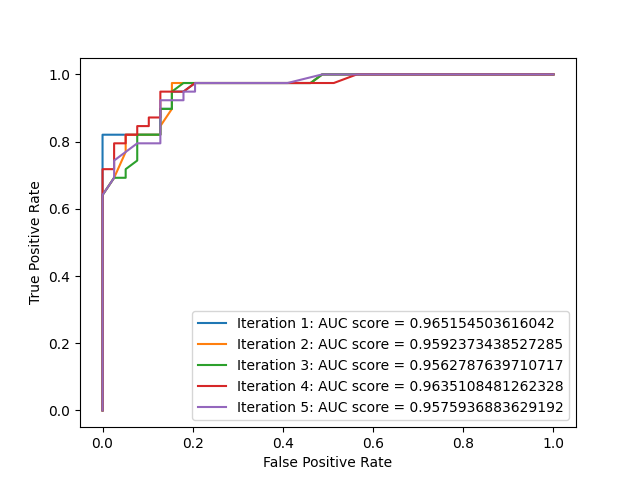 1.0
0.8
0.6
0.4
0.2
0.0
True Positive Rate
Iteration 1: AUC score = 0.965154503616042
Iteration 2: AUC score = 0.9592373438527285
Iteration 3: AUC score = 0.9562787639710717
Iteration 4: AUC score = 0.9635108481262328
Iteration 5: AUC score = 0.9575936883629192
0.0 0.2 0.4 0.6 0.8 1.0
False Positive Rate